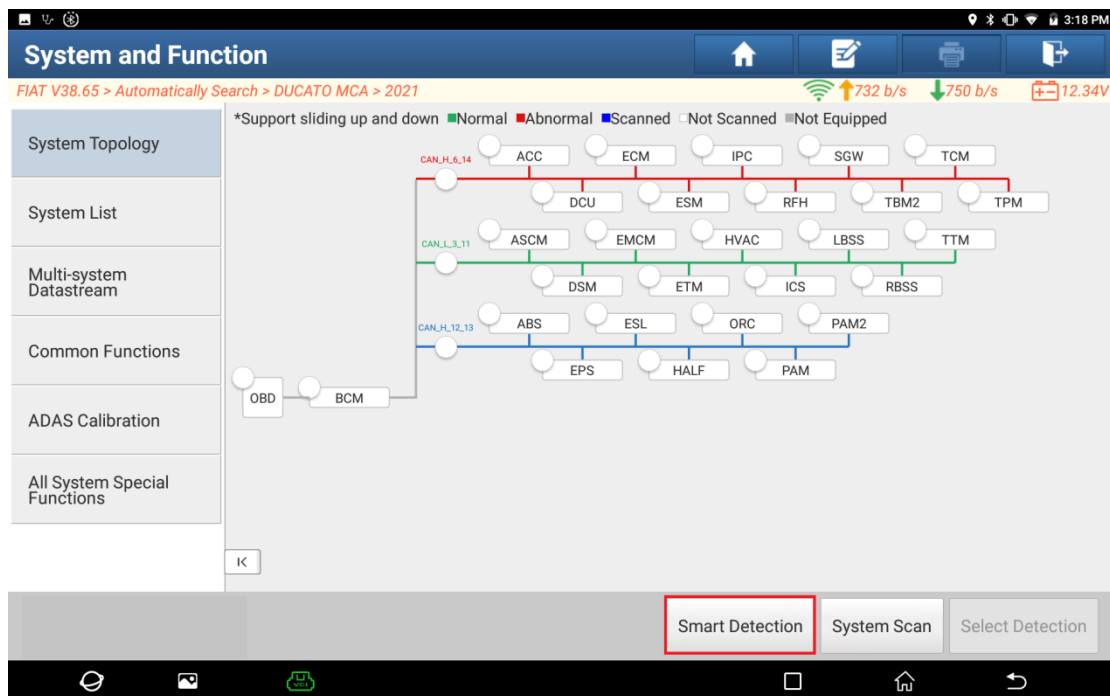 3:18 PM
System and Function
FIAT V38.65 > Automatically Search > DUCATO MCA > 2021
732 b/s
750 b/s
12.34V
System Topology
System List
Multi-system
Datastream
Common Functions
ADAS Calibration
All System Special
Functions
*Support sliding up and down Normal Abnormal Scanned Not Scanned Not Equipped
CAN_H_6_14
ACC ECM IPC SGW TCM
DCU ESM RFH TBM2 TPM
CAN_L_3_11
ASCM EMCM HVAC LBSS TTM
DSM ETM ICS RBSS
CAN_H_12_13
ABS ESL ORC PAM2
EPS HALF PAM
OBD BCM
Smart Detection System Scan Select Detection
VCI